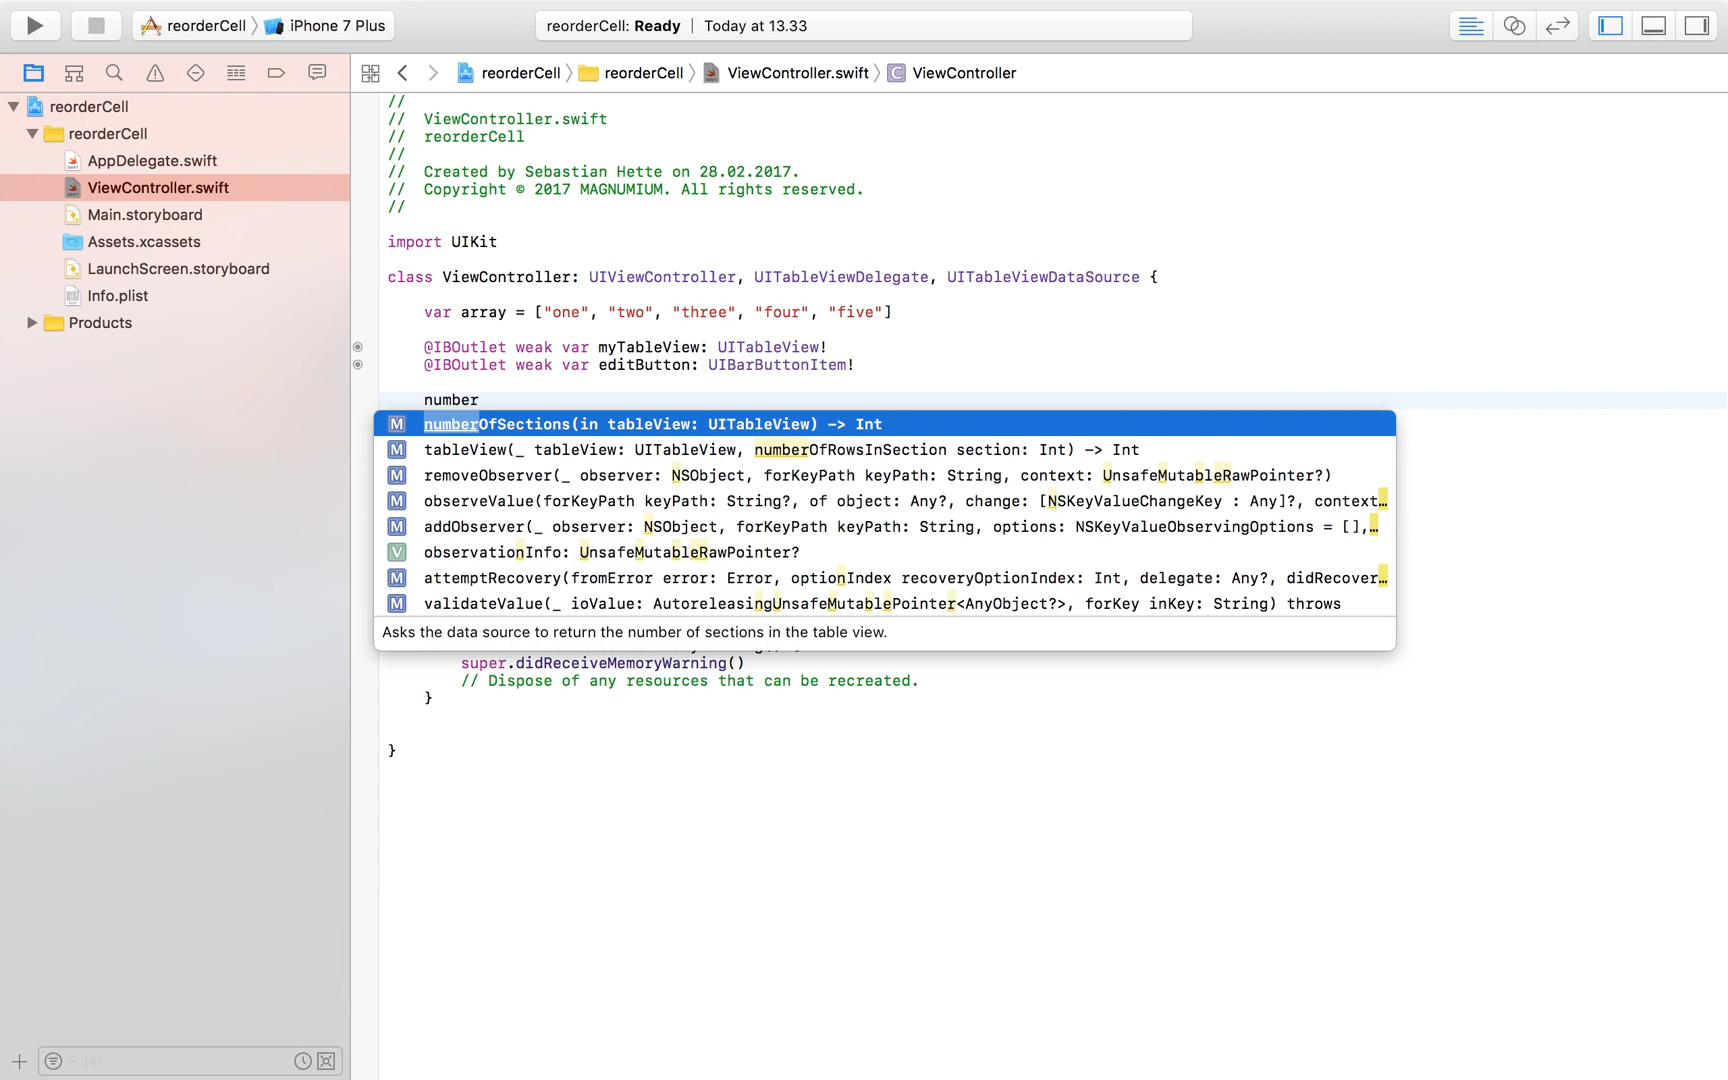 reorderCell iPhone 7 Plus
reorderCell: Ready | Today at 13.33
reorderCell reorderCell ViewController.swift C ViewController
reorderCell
reorderCell
AppDelegate.swift
ViewController.swift
Main.storyboard
Assets.xcassets
LaunchScreen.storyboard
Info.plist
Products
//
// ViewController.swift
// reorderCell
//
// Created by Sebastian Hette on 28.02.2017.
// Copyright © 2017 MAGNUMIUM. All rights reserved.
//
import UIKit
class ViewController: UIViewController, UITableViewDelegate, UITableViewDataSource {
var array = ["one", "two", "three", "four", "five"]
@IBOutlet weak var myTableView: UITableView!
@IBOutlet weak var editButton: UIBarButtonItem!
number
M numberOfSections(in tableView: UITableView) -> Int
M tableView(_ tableView: UITableView, numberOfRowsInSection section: Int) -> Int
M removeObserver(_ observer: NSObject, forKeyPath keyPath: String, context: UnsafeMutableRawPointer?)
M observeValue(forKeyPath keyPath: String?, of object: Any?, change: [NSKeyValueChangeKey : Any]?, context…
M addObserver(_ observer: NSObject, forKeyPath keyPath: String, options: NSKeyValueObservingOptions = [],…
V observationInfo: UnsafeMutableRawPointer?
M attemptRecovery(fromError error: Error, optionIndex recoveryOptionIndex: Int, delegate: Any?, didRecover…
M validateValue(_ ioValue: AutoreleasingUnsafeMutablePointer<AnyObject?>, forKey inKey: String) throws
Asks the data source to return the number of sections in the table view.
super.didReceiveMemoryWarning()
// Dispose of any resources that can be recreated.
}
}
Filter